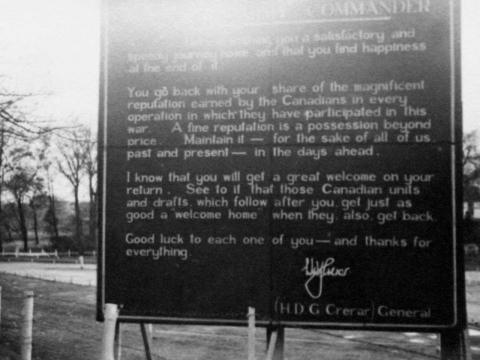 COMMANDER
you a satisfactory and
speedy journey home and that you find happiness
at the end of it.
You go back with your share of the magnificent
reputation earned by the Canadians in every
operation in which they have participated in this
war. A fine reputation is a possession beyond
price. Maintain it — for the sake of all of us
past and present — in the days ahead.
I know that you will get a great welcome on your
return. See to it that those Canadian units
and drafts, which follow after you, get just as
good a "welcome home" when they, also, get back.
Good luck to each one of you — and thanks for
everything.
(H D G Crerar) General